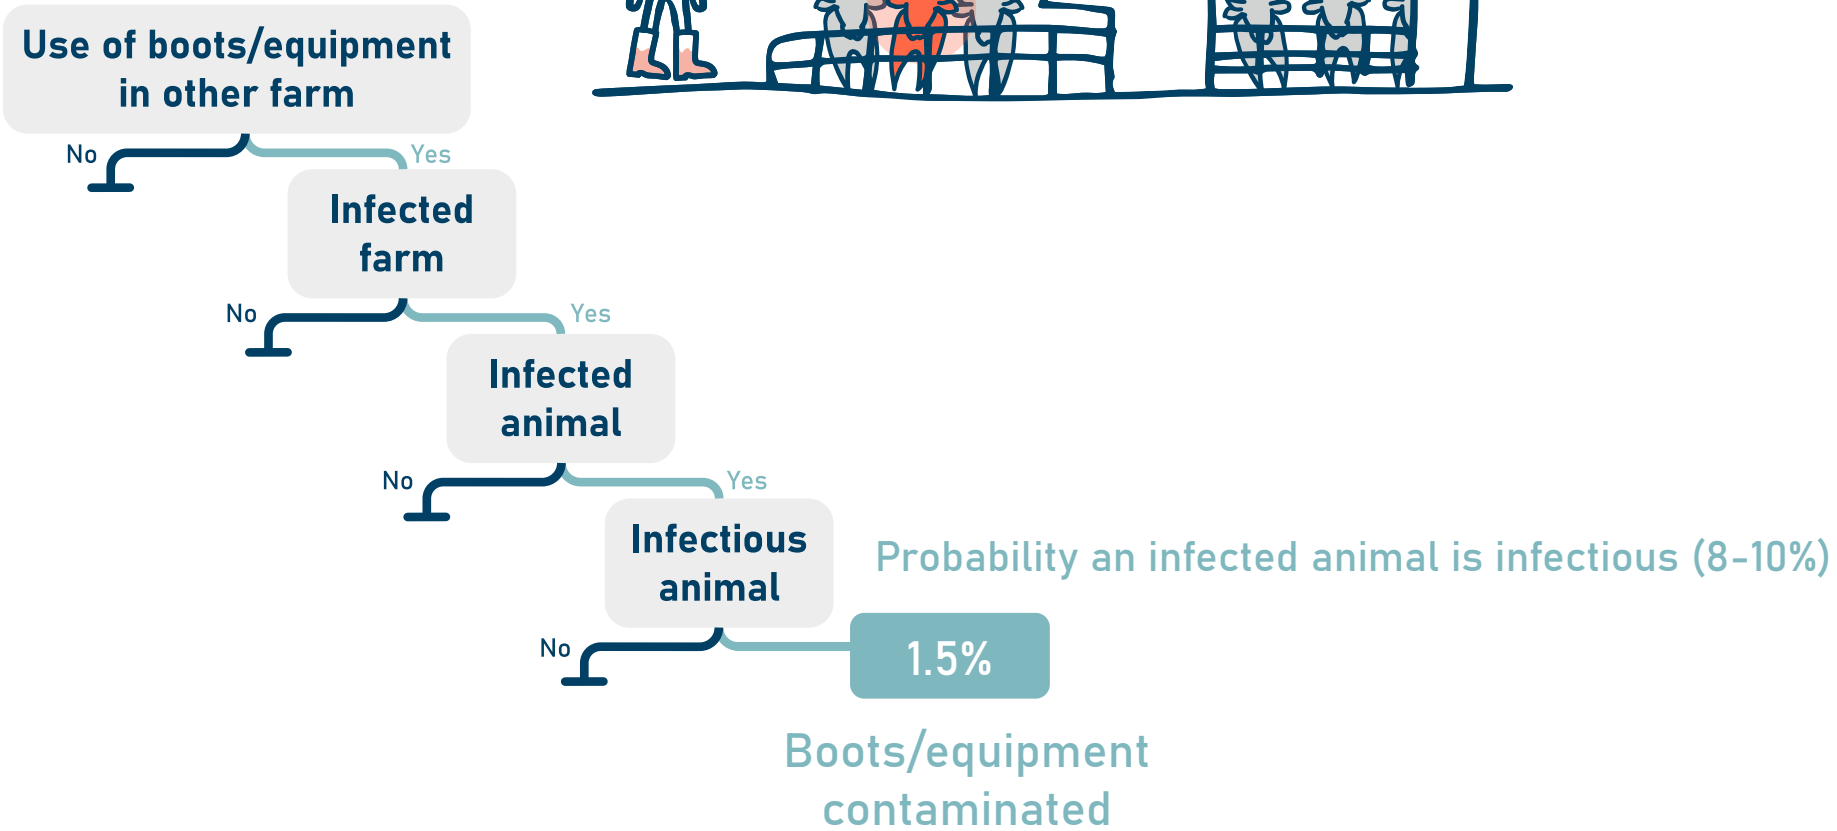 Use of boots/equipment
in other farm
No
Yes
Infected
farm
No
Yes
Infected
animal
No
Yes
Infectious
animal
Probability an infected animal is infectious (8-10%)
No
1.5%
Boots/equipment
contaminated